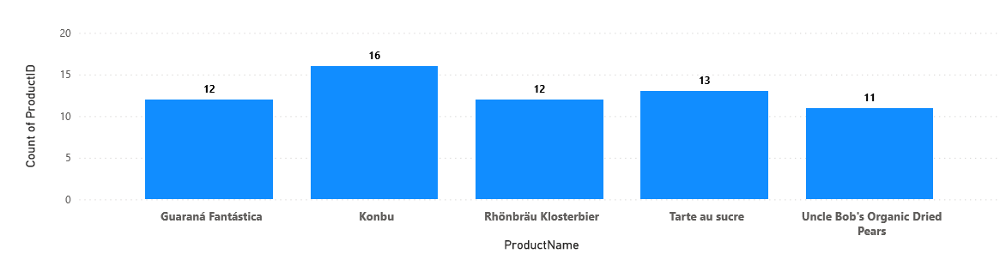 20
15
10
5
0
Count of ProductID
12
16
12
13
11
Guaraná Fantástica
Konbu
Rhönbräu Klosterbier
Tarte au sucre
Uncle Bob's Organic Dried
Pears
ProductName